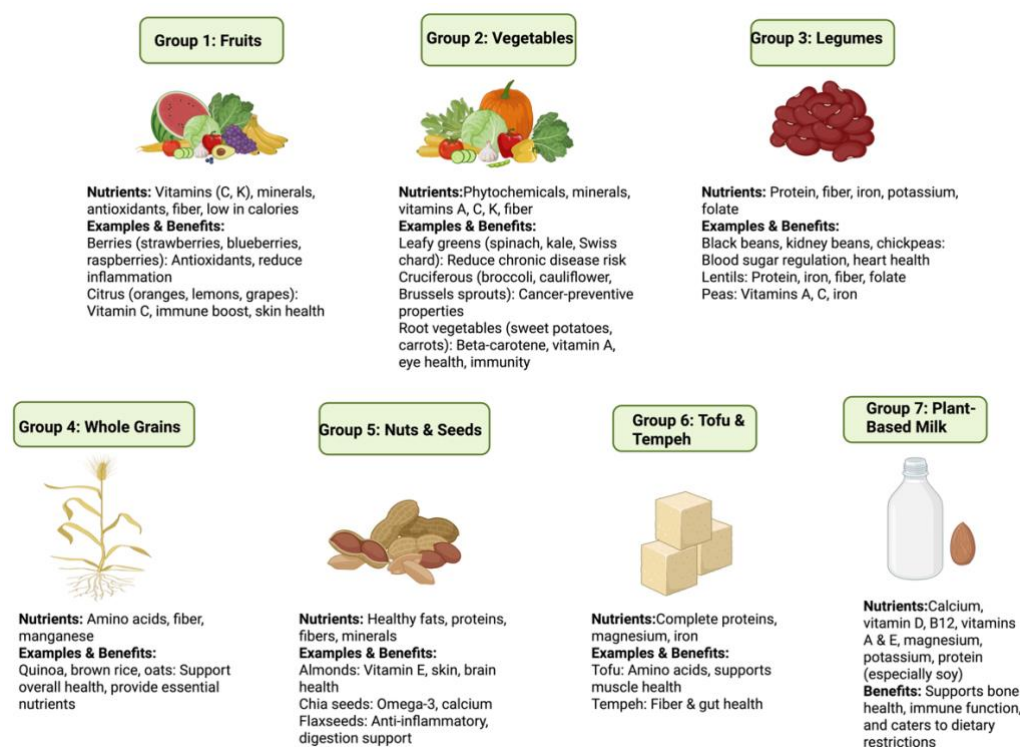 Group 1: Fruits
Nutrients: Vitamins (C, K), minerals,
antioxidants, fiber, low in calories
Examples & Benefits:
Berries (strawberries, blueberries,
raspberries): Antioxidants, reduce
inflammation
Citrus (oranges, lemons, grapes):
Vitamin C, immune boost, skin health
Group 2: Vegetables
Nutrients:Phytochemicals, minerals,
vitamins A, C, K, fiber
Examples & Benefits:
Leafy greens (spinach, kale, Swiss
chard): Reduce chronic disease risk
Cruciferous (broccoli, cauliflower,
Brussels sprouts): Cancer-preventive
properties
Root vegetables (sweet potatoes,
carrots): Beta-carotene, vitamin A,
eye health, immunity
Group 3: Legumes
Nutrients: Protein, fiber, iron, potassium,
folate
Examples & Benefits:
Black beans, kidney beans, chickpeas:
Blood sugar regulation, heart health
Lentils: Protein, iron, fiber, folate
Peas: Vitamins A, C, iron
Group 4: Whole Grains
Nutrients: Amino acids, fiber,
manganese
Examples & Benefits:
Quinoa, brown rice, oats: Support
overall health, provide essential
nutrients
Group 5: Nuts & Seeds
Nutrients: Healthy fats, proteins,
fibers, minerals
Examples & Benefits:
Almonds: Vitamin E, skin, brain
health
Chia seeds: Omega-3, calcium
Flaxseeds: Anti-inflammatory,
digestion support
Group 6: Tofu &
Tempeh
Nutrients:Complete proteins,
magnesium, iron
Examples & Benefits:
Tofu: Amino acids, supports
muscle health
Tempeh: Fiber & gut health
Group 7: Plant-
Based Milk
Nutrients:Calcium,
vitamin D, B12, vitamins
A & E, magnesium,
potassium, protein
(especially soy)
Benefits: Supports bone
health, immune function,
and caters to dietary
restrictions